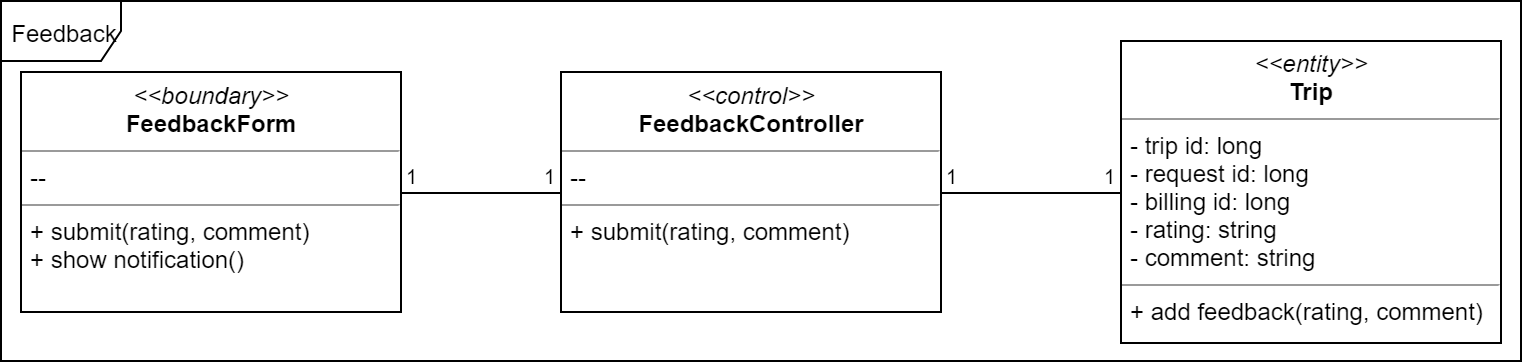 Feedback
<<boundary>>
FeedbackForm
--
+ submit(rating, comment)
+ show notification()
1
1
<<control>>
FeedbackController
--
+ submit(rating, comment)
1
1
<<entity>>
Trip
- trip id: long
- request id: long
- billing id: long
- rating: string
- comment: string
+ add feedback(rating, comment)